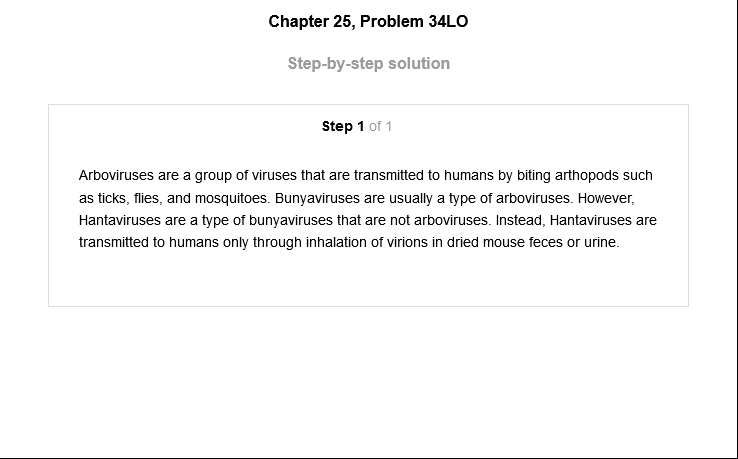 Chapter 25, Problem 34LO
Step-by-step solution
Step 1 of 1
Arboviruses are a group of viruses that are transmitted to humans by biting arthopods such
as ticks, flies, and mosquitoes. Bunyaviruses are usually a type of arboviruses. However,
Hantaviruses are a type of bunyaviruses that are not arboviruses. Instead, Hantaviruses are
transmitted to humans only through inhalation of virions in dried mouse feces or urine.